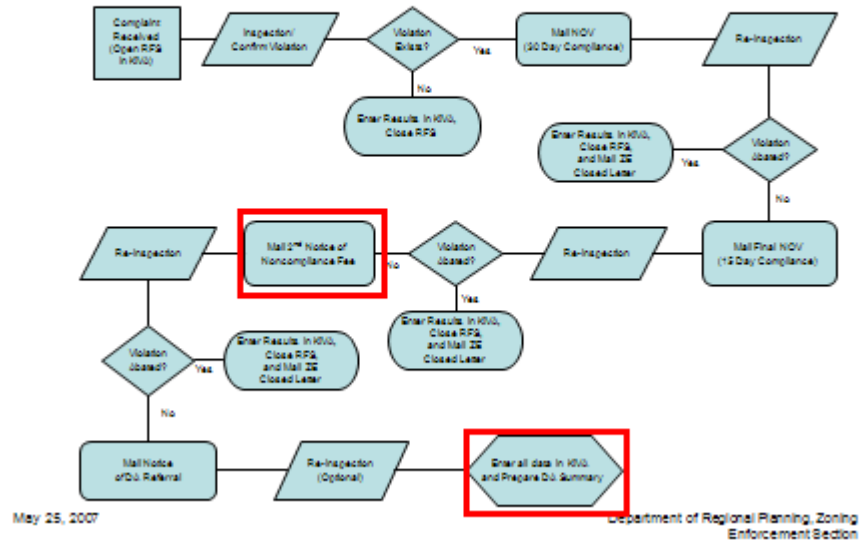 Complaint
Received
(Open RFS
in KIVA)
Inspection/
Confirm Violation
Violation
Exists?
Yes
Mail NOV
(30 Day Compliance)
Re-Inspection
No
Enter Results in KIVA,
Close RFS
Violation
Abated?
Yes
Enter Results in KIVA,
Close RFS,
and Mail ZE
Closed Letter
No
Mail Final NOV
(15 Day Compliance)
Re-Inspection
Violation
Abated?
No
Mail 2nd Notice of
Noncompliance Fee
Re-Inspection
Yes
Enter Results in KIVA,
Close RFS,
and Mail ZE
Closed Letter
Violation
Abated?
Yes
Enter Results in KIVA,
Close RFS,
and Mail ZE
Closed Letter
No
Mail Notice
of DA Referral
Re-Inspection
(Optional)
Enter all data in KIVA
and Prepare DA Summary
May 25, 2007
Department of Regional Planning, Zoning
Enforcement Section